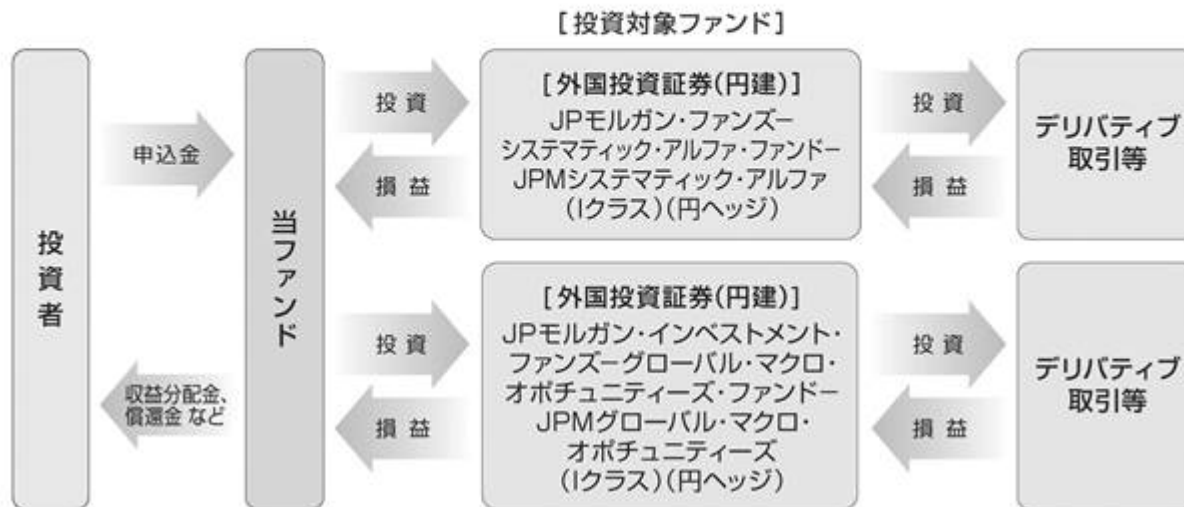 [投資対象ファンド]
投資者
申込金
収益分配金、
償還金 など
当ファンド
投資
損益
[外国投資証券(円建)]
JPモルガン・ファンズー
システマティック・アルファ・ファンドー
JPMシステマティック・アルファ
(Iクラス)(円ヘッジ)
投資
損益
デリバティブ
取引等
投資
損益
[外国投資証券(円建)]
JPモルガン・インベストメント・
ファンズーグローバル・マクロ・
オポチュニティーズ・ファンドー
JPMグローバル・マクロ・
オポチュニティーズ
(Iクラス)(円ヘッジ)
投資
損益
デリバティブ
取引等